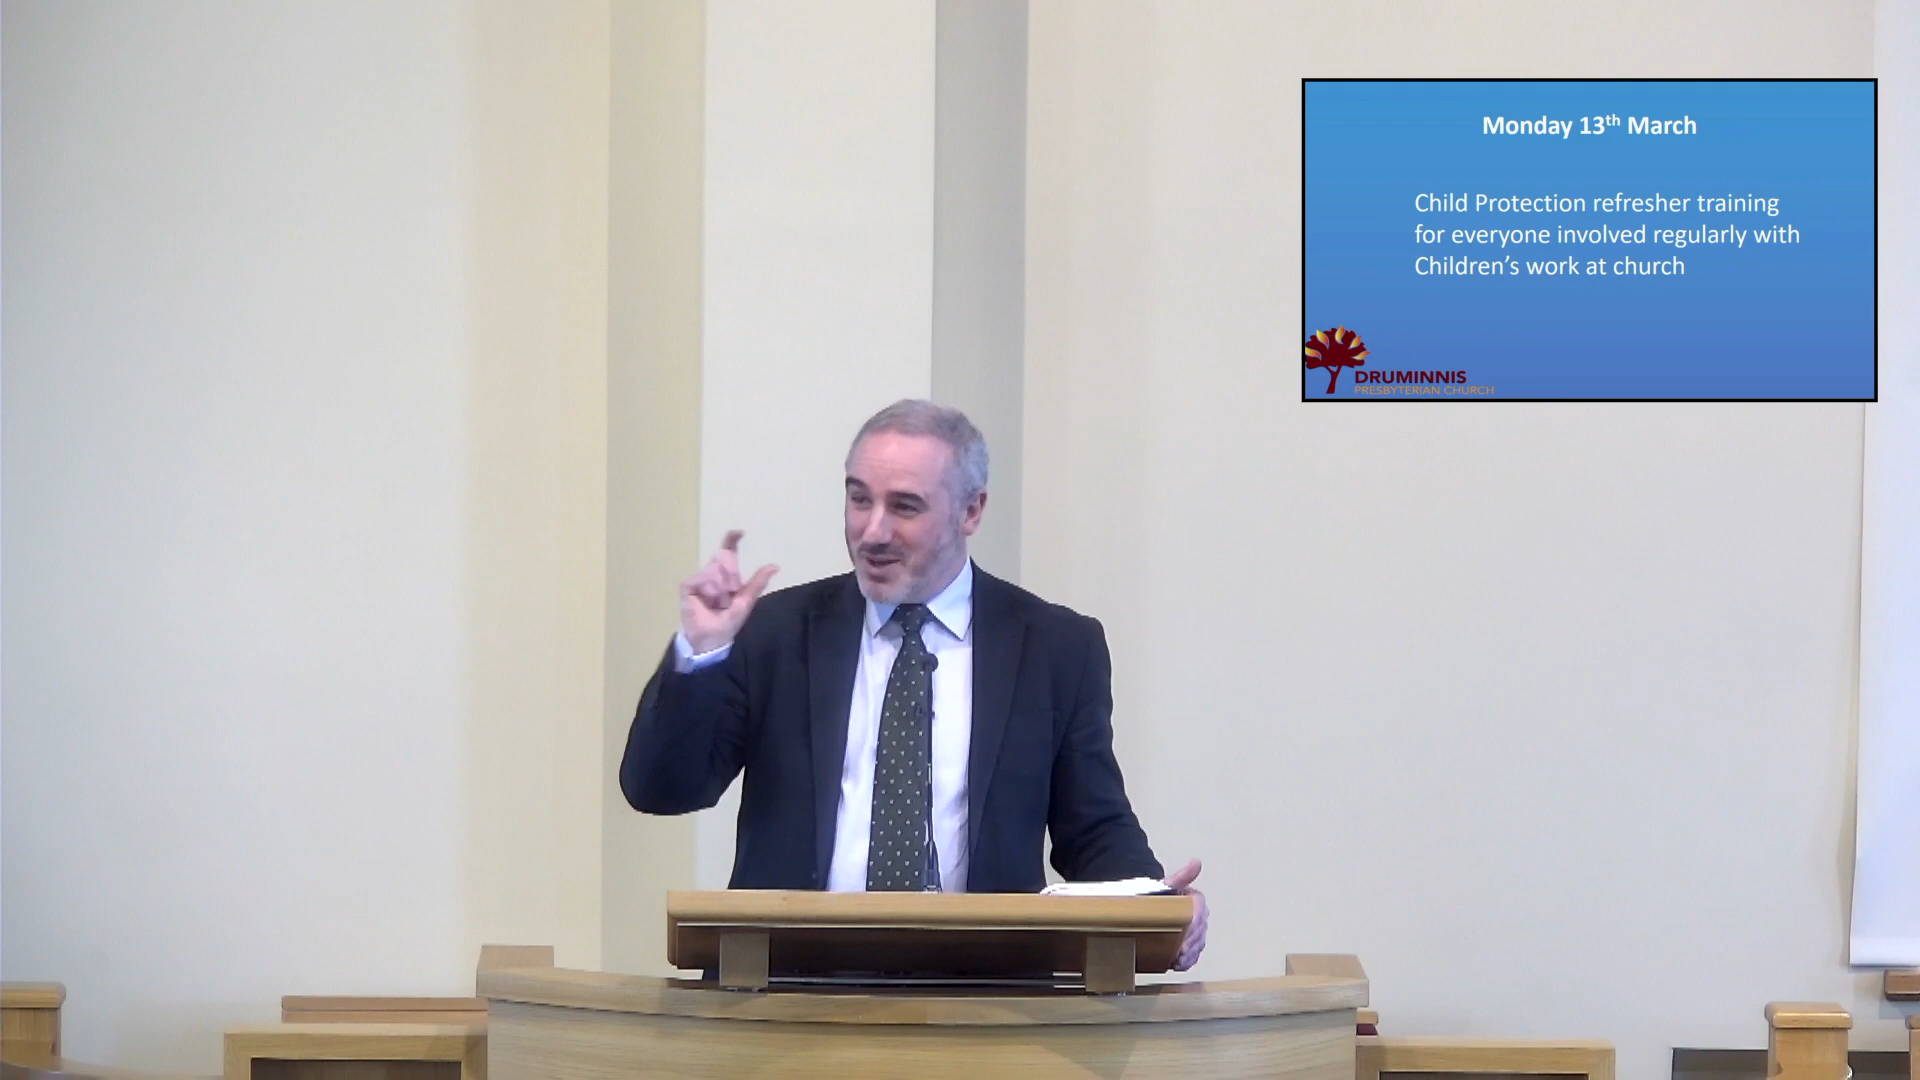 Monday 13th March
Child Protection refresher training
for everyone involved regularly with
Children's work at church
DRUMINNIS
PRESBYTERIAN CHURCH